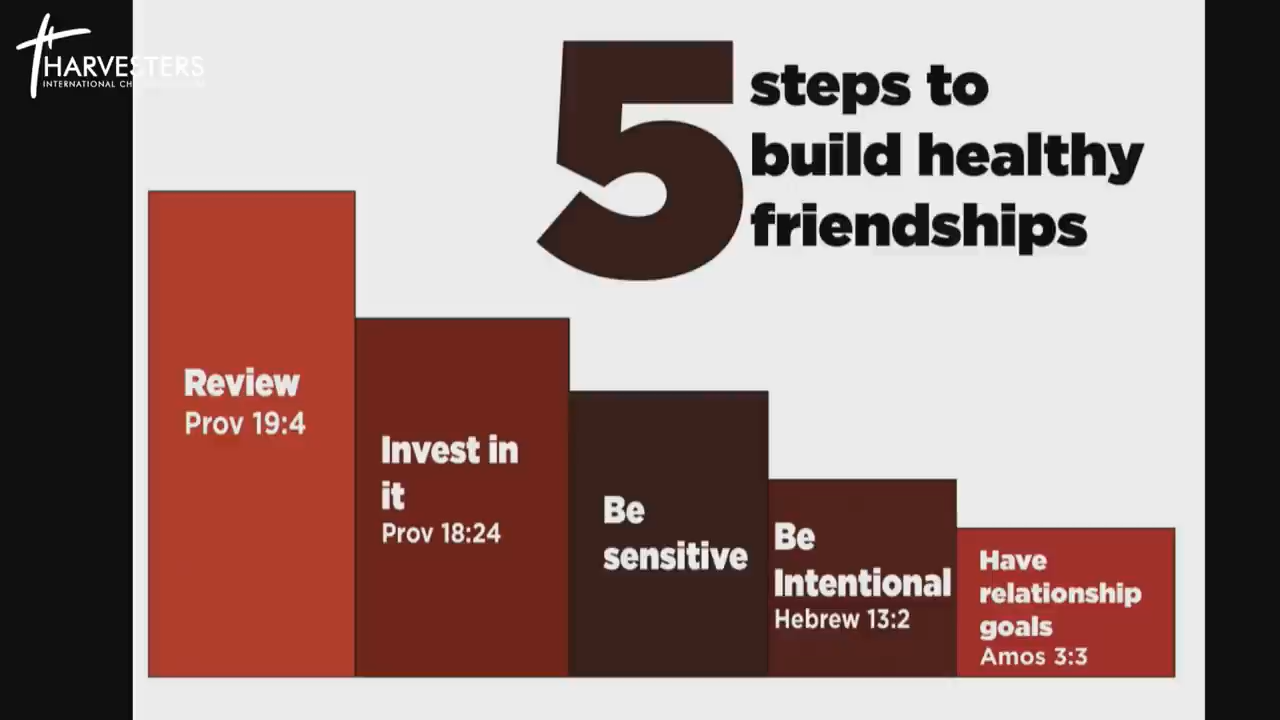 HARVESTERS
INTERNATIONAL
5
steps to
build healthy
friendships
Review
Prov 19:4
Invest in
it
Prov 18:24
Be
sensitive
Be
Intentional
Hebrew 13:2
Have
relationship
goals
Amos 3:3